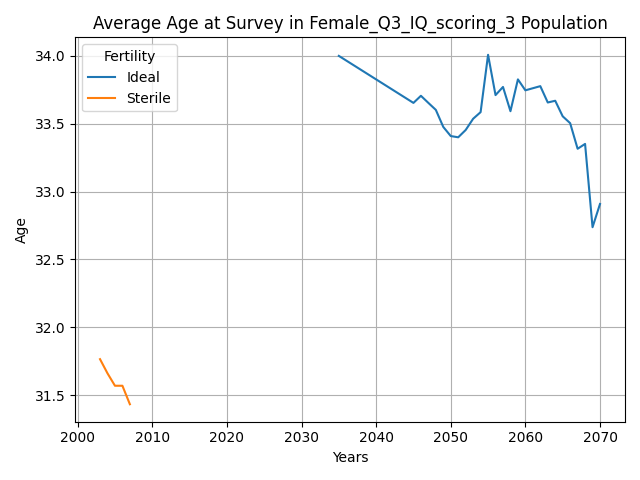 Average Age at Survey in Female_Q3_IQ_scoring_3 Population
Fertility
Ideal
Sterile
34.0
33.5
33.0
32.5
32.0
31.5
Age
2000 2010 2020 2030 2040 2050 2060 2070
Years